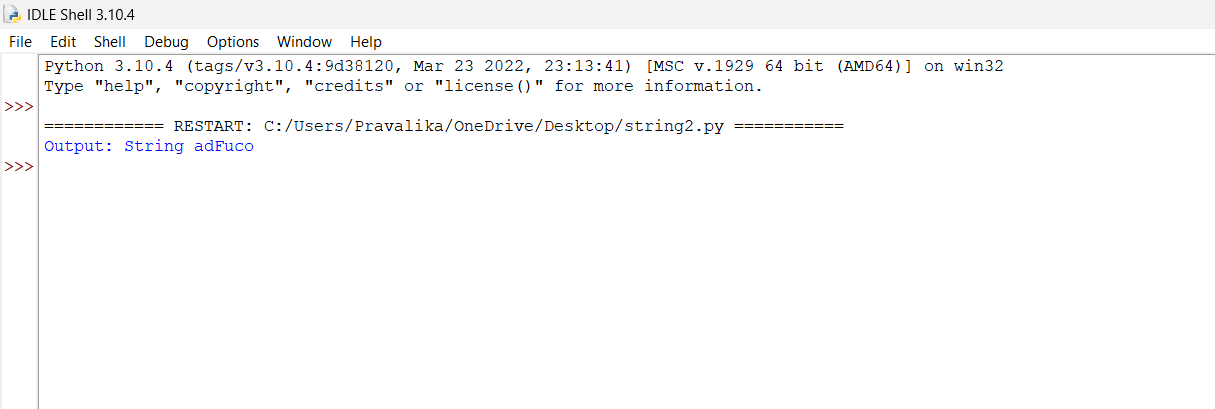 IDLE Shell 3.10.4
File Edit Shell Debug Options Window Help
Python 3.10.4 (tags/v3.10.4:9d38120, Mar 23 2022, 23:13:41) [MSC v.1929 64 bit (AMD64)] on win32
Type "help", "copyright", "credits" or "license()" for more information.
>>>
============ RESTART: C:/Users/Pravalika/OneDrive/Desktop/string2.py ===========
Output: String adFuco
>>>